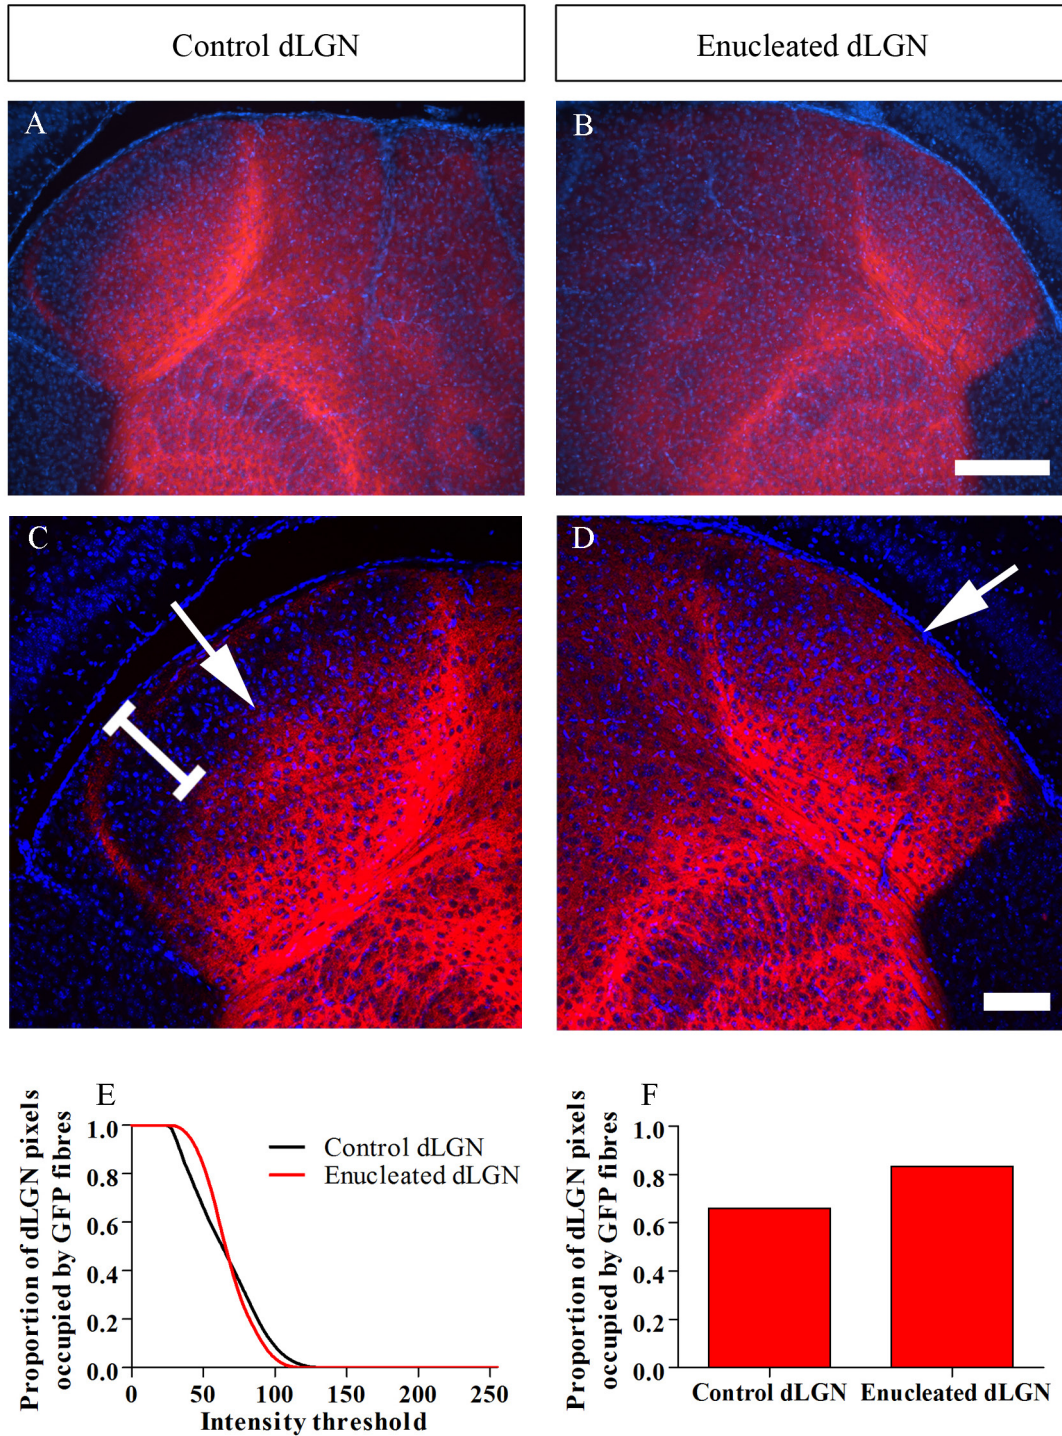 Control dLGN
Enucleated dLGN
A
B
C
D
E
Proportion of dLGN pixels
occupied by GFP fibres
1.0
0.8
0.6
0.4
0.2
0.0
0
50
100
150
200
250
Intensity threshold
Control dLGN
Enucleated dLGN
F
Proportion of dLGN pixels
occupied by GFP fibres
1.0
0.8
0.6
0.4
0.2
0.0
Control dLGN
Enucleated dLGN